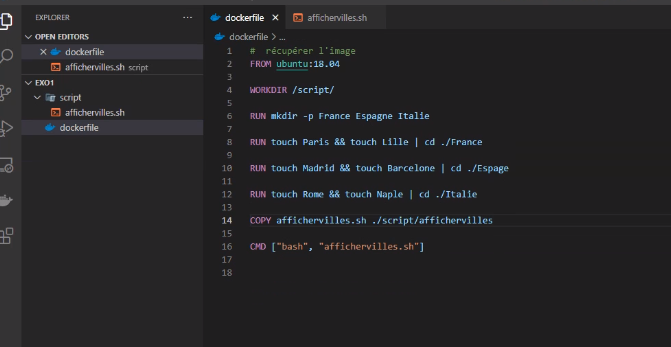 EXPLORER
OPEN EDITORS
dockerfile
affichervilles.sh script
EXO1
script
affichervilles.sh
dockerfile
dockerfile
affichervilles.sh
dockerfile > ...
1 #  récupérer l'image
2 FROM ubuntu:18.04
3
4 WORKDIR /script/
5
6 RUN mkdir -p France Espagne Italie
7
8 RUN touch Paris && touch Lille | cd ./France
9
10 RUN touch Madrid && touch Barcelone | cd ./Espage
11
12 RUN touch Rome && touch Naple | cd ./Italie
13
14 COPY affichervilles.sh ./script/affichervilles
15
16 CMD ["bash", "affichervilles.sh"]
17
18